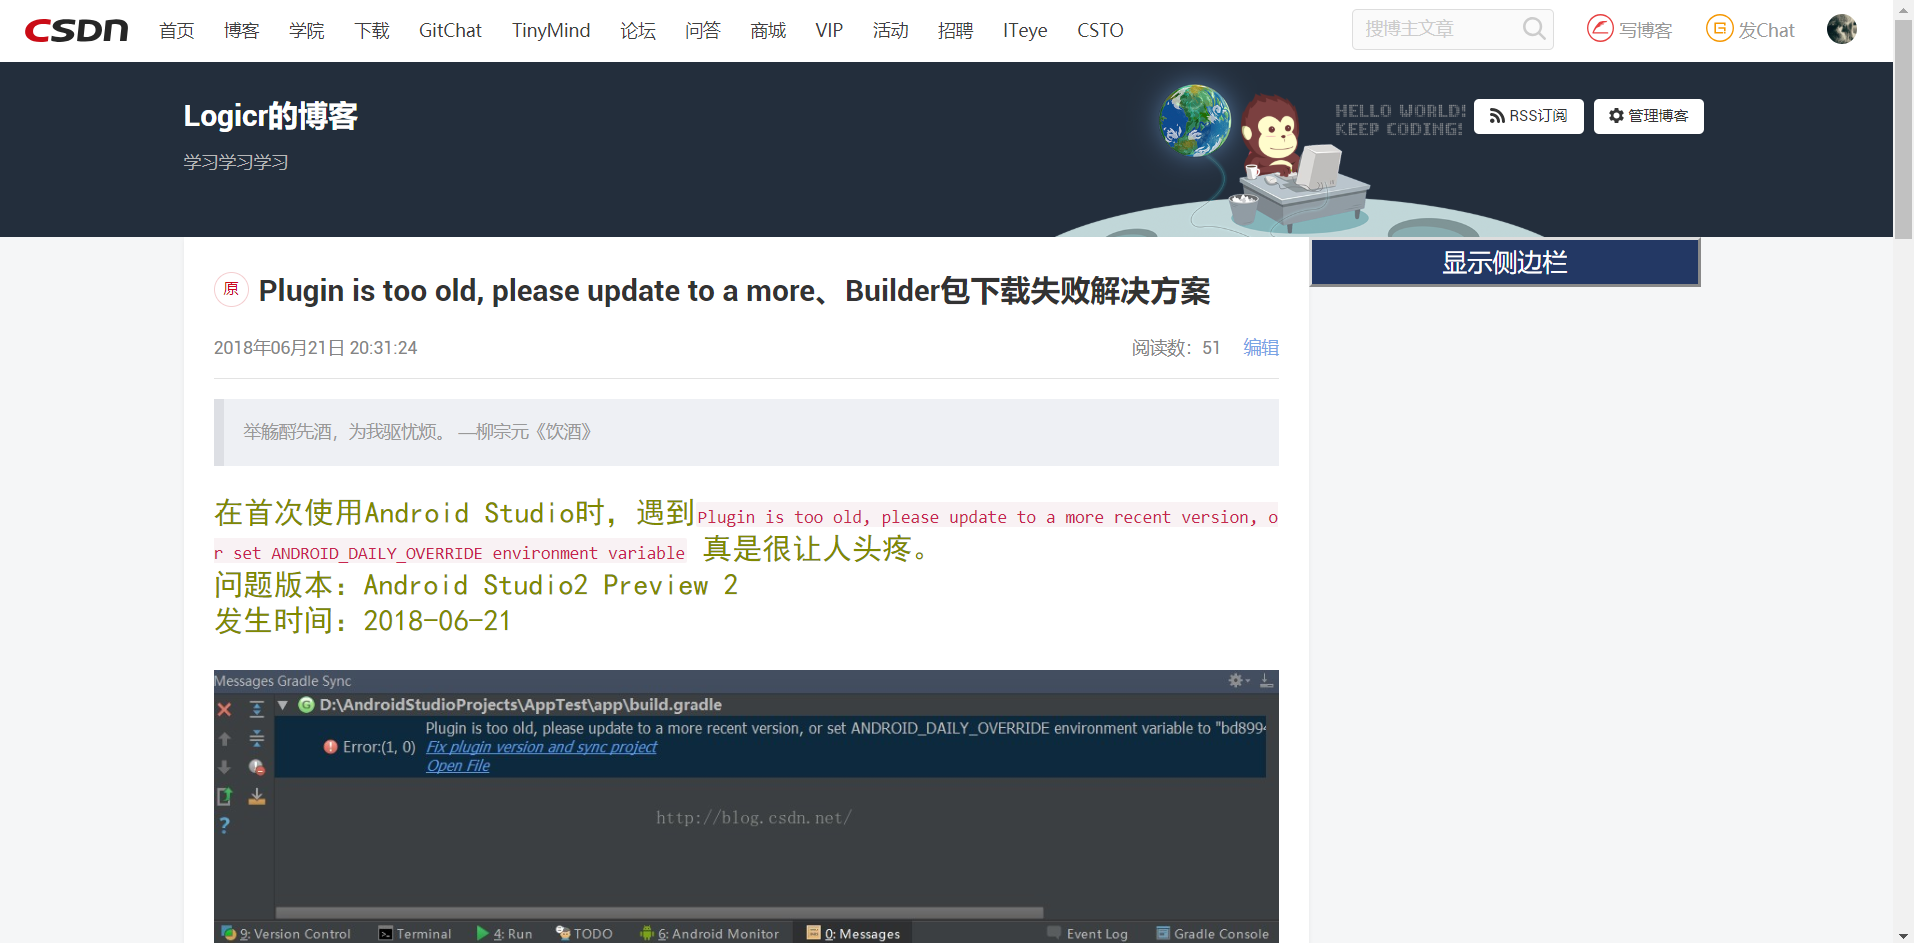 CSDN 首页 博客 学院 下载 GitChat TinyMind 论坛 问答 商城 VIP 活动 招聘 ITeye CSTO 搜博主文章 写博客 发Chat
Logicr的博客
学习学习学习
HELLO WORLD!
KEEP CODING!
RSS订阅 管理博客
显示侧边栏
原 Plugin is too old, please update to a more、Builder包下载失败解决方案
2018年06月21日 20:31:24 阅读数：51 编辑
举觞酹先酒，为我驱忧烦。 —柳宗元《饮酒》
在首次使用Android Studio时，遇到Plugin is too old, please update to a more recent version, o
r set ANDROID_DAILY_OVERRIDE environment variable 真是很让人头疼。
问题版本：Android Studio2 Preview 2
发生时间：2018-06-21
Messages Gradle Sync
D:\AndroidStudioProjects\AppTest\app\build.gradle
Plugin is too old, please update to a more recent version, or set ANDROID_DAILY_OVERRIDE environment variable to "bd8994
Error:(1, 0) Fix plugin version and sync project
Open File
http://blog.csdn.net/
9: Version Control Terminal 4: Run TODO 6: Android Monitor 0: Messages Event Log Gradle Console